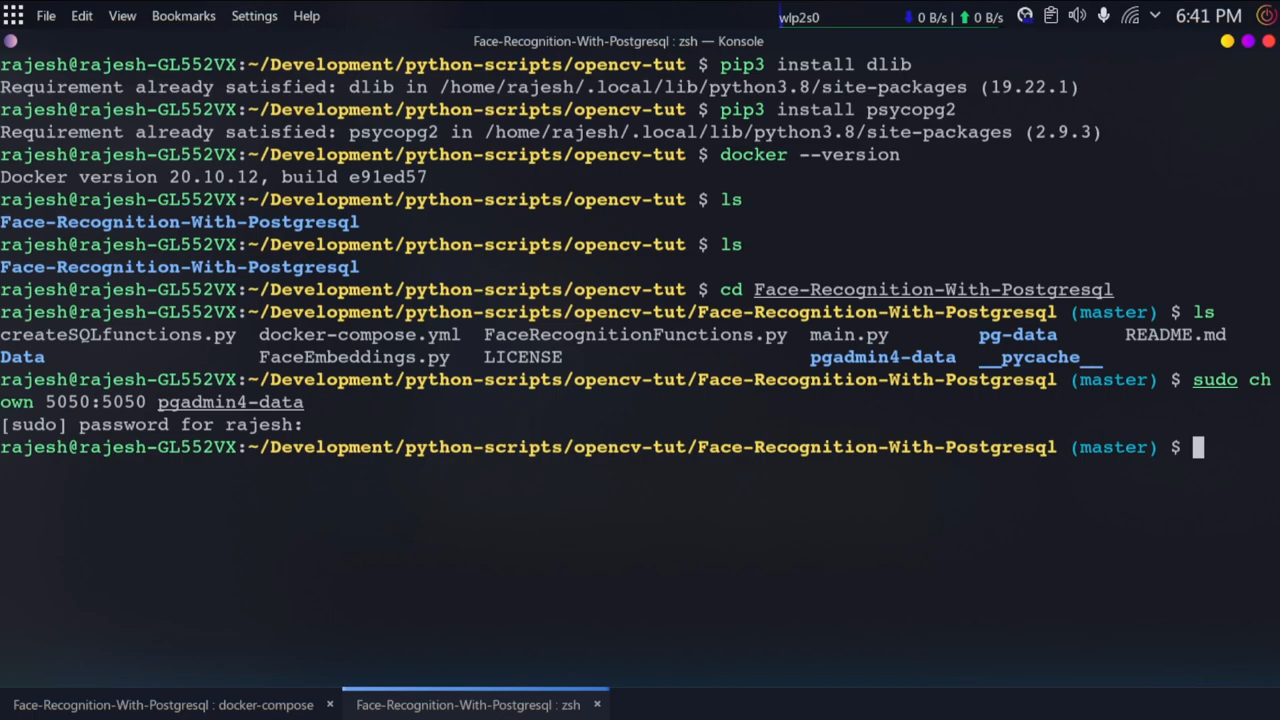 File Edit View Bookmarks Settings Help
wlp2s0 0 B/s | 0 B/s 6:41 PM
Face-Recognition-With-Postgresql : zsh — Konsole
rajesh@rajesh-GL552VX:~/Development/python-scripts/opencv-tut $ pip3 install dlib
Requirement already satisfied: dlib in /home/rajesh/.local/lib/python3.8/site-packages (19.22.1)
rajesh@rajesh-GL552VX:~/Development/python-scripts/opencv-tut $ pip3 install psycopg2
Requirement already satisfied: psycopg2 in /home/rajesh/.local/lib/python3.8/site-packages (2.9.3)
rajesh@rajesh-GL552VX:~/Development/python-scripts/opencv-tut $ docker --version
Docker version 20.10.12, build e91ed57
rajesh@rajesh-GL552VX:~/Development/python-scripts/opencv-tut $ ls
Face-Recognition-With-Postgresql
rajesh@rajesh-GL552VX:~/Development/python-scripts/opencv-tut $ ls
Face-Recognition-With-Postgresql
rajesh@rajesh-GL552VX:~/Development/python-scripts/opencv-tut $ cd Face-Recognition-With-Postgresql
rajesh@rajesh-GL552VX:~/Development/python-scripts/opencv-tut/Face-Recognition-With-Postgresql (master) $ ls
createSQLfunctions.py docker-compose.yml FaceRecognitionFunctions.py main.py pg-data README.md
Data FaceEmbeddings.py LICENSE pgadmin4-data __pycache__
rajesh@rajesh-GL552VX:~/Development/python-scripts/opencv-tut/Face-Recognition-With-Postgresql (master) $ sudo ch
own 5050:5050 pgadmin4-data
[sudo] password for rajesh:
rajesh@rajesh-GL552VX:~/Development/python-scripts/opencv-tut/Face-Recognition-With-Postgresql (master) $
Face-Recognition-With-Postgresql : docker-compose Face-Recognition-With-Postgresql : zsh